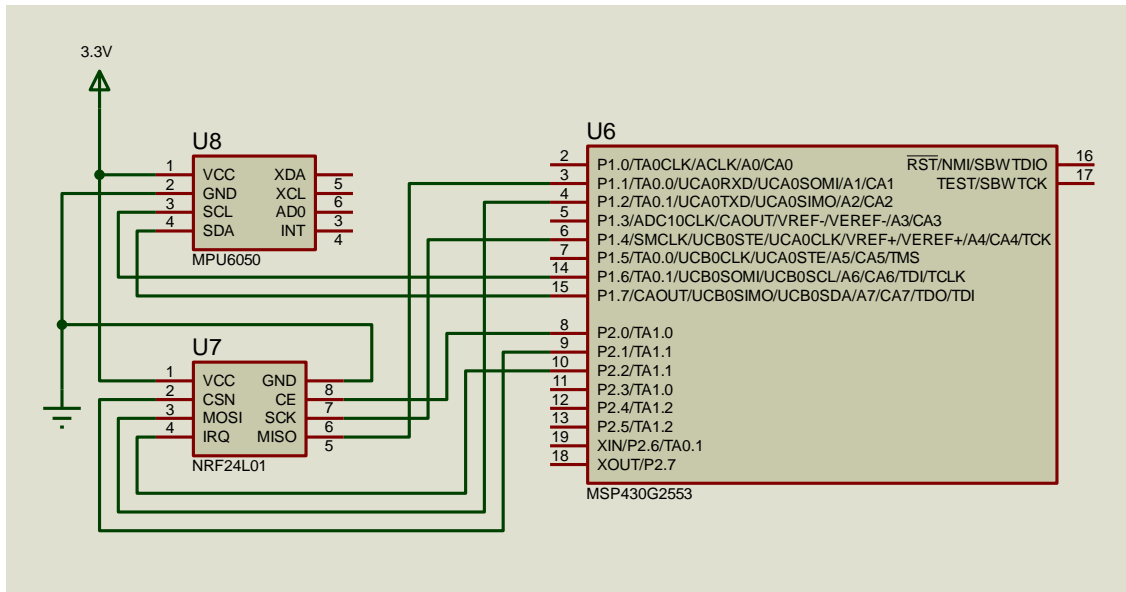 3.3V
U8
1 VCC XDA
2 GND XCL 5
3 SCL AD0 6
4 SDA INT 3
4
MPU6050
U7
1 VCC GND
2 CSN CE 8
3 MOSI SCK 7
4 IRQ MISO 6
5
NRF24L01
U6
2 P1.0/TA0CLK/ACLK/A0/CA0
3 P1.1/TA0.0/UCA0RXD/UCA0SOMI/A1/CA1
4 P1.2/TA0.1/UCA0TXD/UCA0SIMO/A2/CA2
5 P1.3/ADC10CLK/CAOUT/VREF-/VEREF-/A3/CA3
6 P1.4/SMCLK/UCB0STE/UCA0CLK/VREF+/VEREF+/A4/CA4/TCK
7 P1.5/TA0.0/UCB0CLK/UCA0STE/A5/CA5/TMS
14 P1.6/TA0.1/UCB0SOMI/UCB0SCL/A6/CA6/TDI/TCLK
15 P1.7/CAOUT/UCB0SIMO/UCB0SDA/A7/CA7/TDO/TDI
8 P2.0/TA1.0
9 P2.1/TA1.1
10 P2.2/TA1.1
11 P2.3/TA1.0
12 P2.4/TA1.2
13 P2.5/TA1.2
19 XIN/P2.6/TA0.1
18 XOUT/P2.7
RST/NMI/SBWTDIO 16
TEST/SBWTCK 17
MSP430G2553